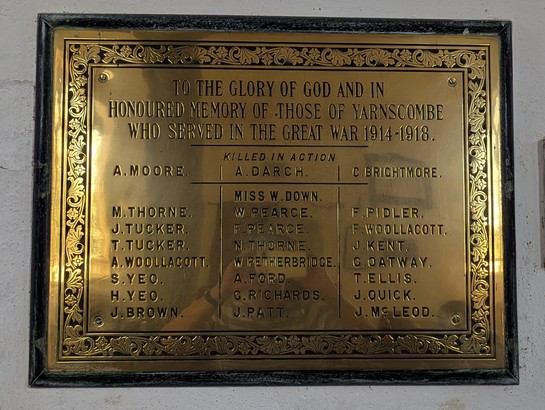 TO THE GLORY OF GOD AND IN
HONOURED MEMORY OF THOSE OF YARNSCOMBE
WHO SERVED IN THE GREAT WAR 1914-1918.
KILLED IN ACTION
A. MOORE. A. DARCH. C. BRIGHTMORE.
MISS W. DOWN.
M. THORNE. W. PEARCE. F. PIDLER.
J. TUCKER. F. PEARCE. F. WOOLLACOTT.
T. TUCKER. N. THORNE. J. KENT.
A. WOOLLACOTT. W. PETHERBRIDGE. G. OATWAY.
S. YEO. A. FORD. T. ELLIS.
H. YEO. G. RICHARDS. J. QUICK.
J. BROWN. J. PATT. J. McLEOD.